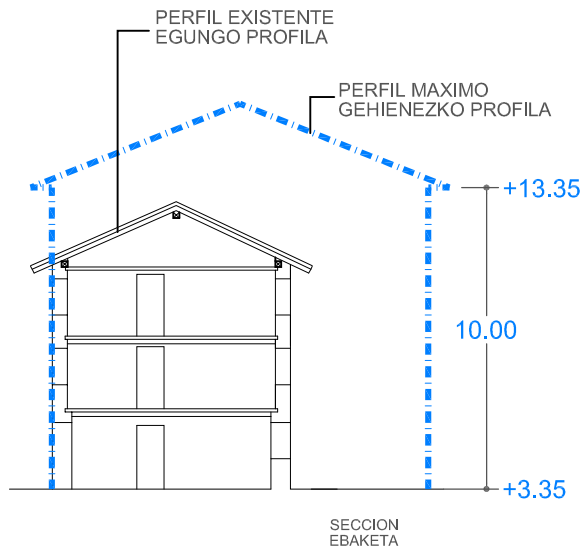 PERFIL EXISTENTE
EGUNGO PROFILA
PERFIL MAXIMO
GEHIENEZKO PROFILA
+13.35
10.00
+3.35
SECCION
EBAKETA